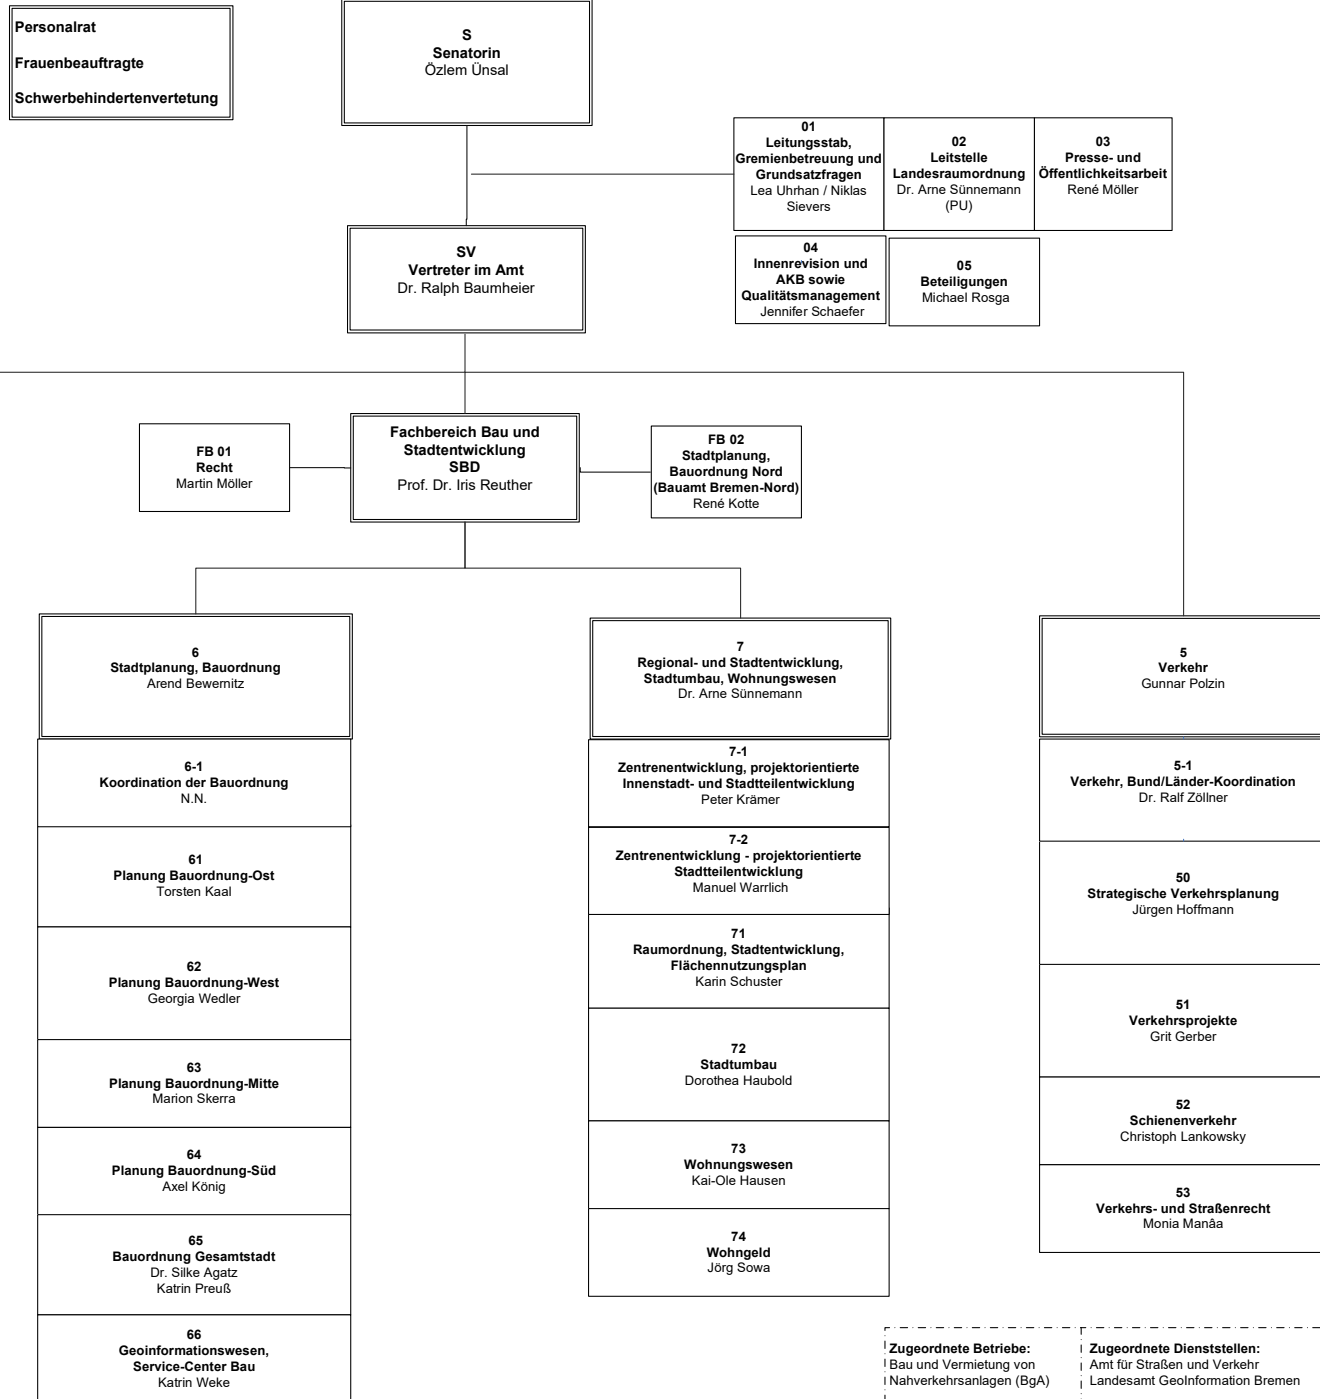 Personalrat
Frauenbeauftragte
Schwerbehindertenvertetung
S
Senatorin
Özlem Ünsal
01
Leitungsstab,
Gremienbetreuung und
Grundsatzfragen
Lea Uhrhan / Niklas
Sievers
02
Leitstelle
Landesraumordnung
Dr. Arne Sünnemann
(PU)
03
Presse- und
Öffentlichkeitsarbeit
René Möller
04
Innenrevision und
AKB sowie
Qualitätsmanagement
Jennifer Schaefer
05
Beteiligungen
Michael Rosga
SV
Vertreter im Amt
Dr. Ralph Baumheier
FB 01
Recht
Martin Möller
Fachbereich Bau und
Stadtentwicklung
SBD
Prof. Dr. Iris Reuther
FB 02
Stadtplanung,
Bauordnung Nord
(Bauamt Bremen-Nord)
René Kotte
6
Stadtplanung, Bauordnung
Arend Bewernitz
6-1
Koordination der Bauordnung
N.N.
61
Planung Bauordnung-Ost
Torsten Kaal
62
Planung Bauordnung-West
Georgia Wedler
63
Planung Bauordnung-Mitte
Marion Skerra
64
Planung Bauordnung-Süd
Axel König
65
Bauordnung Gesamtstadt
Dr. Silke Agatz
Katrin Preuß
66
Geoinformationswesen,
Service-Center Bau
Katrin Weke
7
Regional- und Stadtentwicklung,
Stadtumbau, Wohnungswesen
Dr. Arne Sünnemann
7-1
Zentrenentwicklung, projektorientierte
Innenstadt- und Stadtteilentwicklung
Peter Krämer
7-2
Zentrenentwicklung - projektorientierte
Stadtteilentwicklung
Manuel Warrlich
71
Raumordnung, Stadtentwicklung,
Flächennutzungsplan
Karin Schuster
72
Stadtumbau
Dorothea Haubold
73
Wohnungswesen
Kai-Ole Hausen
74
Wohngeld
Jörg Sowa
5
Verkehr
Gunnar Polzin
5-1
Verkehr, Bund/Länder-Koordination
Dr. Ralf Zöllner
50
Strategische Verkehrsplanung
Jürgen Hoffmann
51
Verkehrsprojekte
Grit Gerber
52
Schienenverkehr
Christoph Lankowsky
53
Verkehrs- und Straßenrecht
Monia Manâa
Zugeordnete Betriebe:
Bau und Vermietung von
Nahverkehrsanlagen (BgA)
Zugeordnete Dienststellen:
Amt für Straßen und Verkehr
Landesamt GeoInformation Bremen